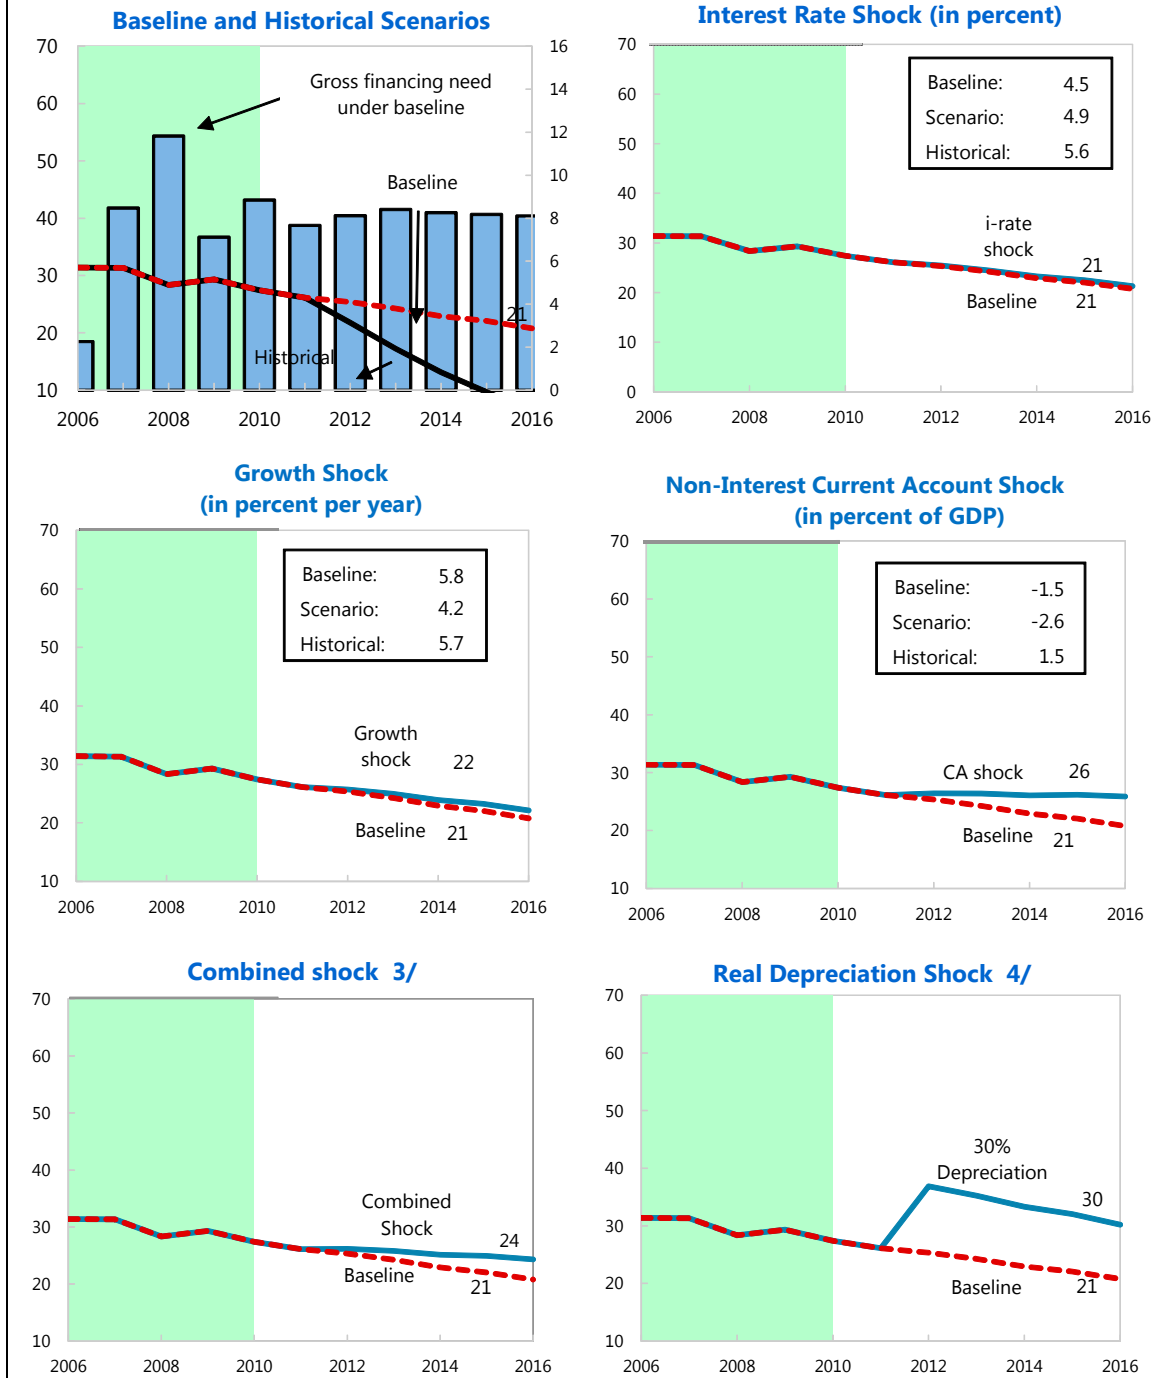 Baseline and Historical Scenarios
70
60
50
40
30
20
10
16
14
12
10
8
6
4
2
0
Gross financing need
under baseline
Baseline
21
Historical
2006 2008 2010 2012 2014 2016
Interest Rate Shock (in percent)
70
60
50
40
30
20
10
0
Baseline: 4.5
Scenario: 4.9
Historical: 5.6
i-rate
shock
21
Baseline
21
2006 2008 2010 2012 2014 2016
Growth Shock
(in percent per year)
70
60
50
40
30
20
10
Baseline: 5.8
Scenario: 4.2
Historical: 5.7
Growth
shock
22
Baseline
21
2006 2008 2010 2012 2014 2016
Non-Interest Current Account Shock
(in percent of GDP)
70
60
50
40
30
20
10
Baseline: -1.5
Scenario: -2.6
Historical: 1.5
CA shock
26
Baseline
21
2006 2008 2010 2012 2014 2016
Combined shock 3/
70
60
50
40
30
20
10
Combined
Shock
24
Baseline
21
2006 2008 2010 2012 2014 2016
Real Depreciation Shock 4/
70
60
50
40
30
20
10
30%
Depreciation
30
Baseline
21
2006 2008 2010 2012 2014 2016